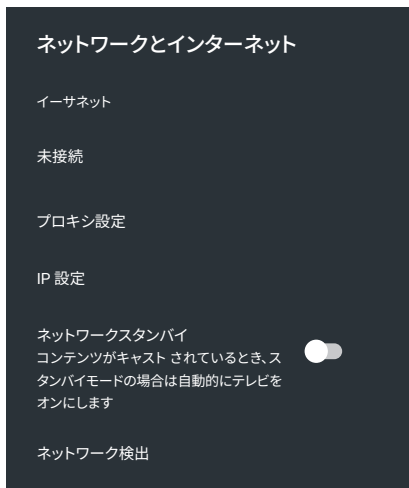 ネットワークとインターネット
イーサネット
未接続
プロキシ設定
IP 設定
ネットワークスタンバイ
コンテンツがキャスト されているとき、ス
タンバイモードの場合は自動的にテレビを
オンにします
ネットワーク検出